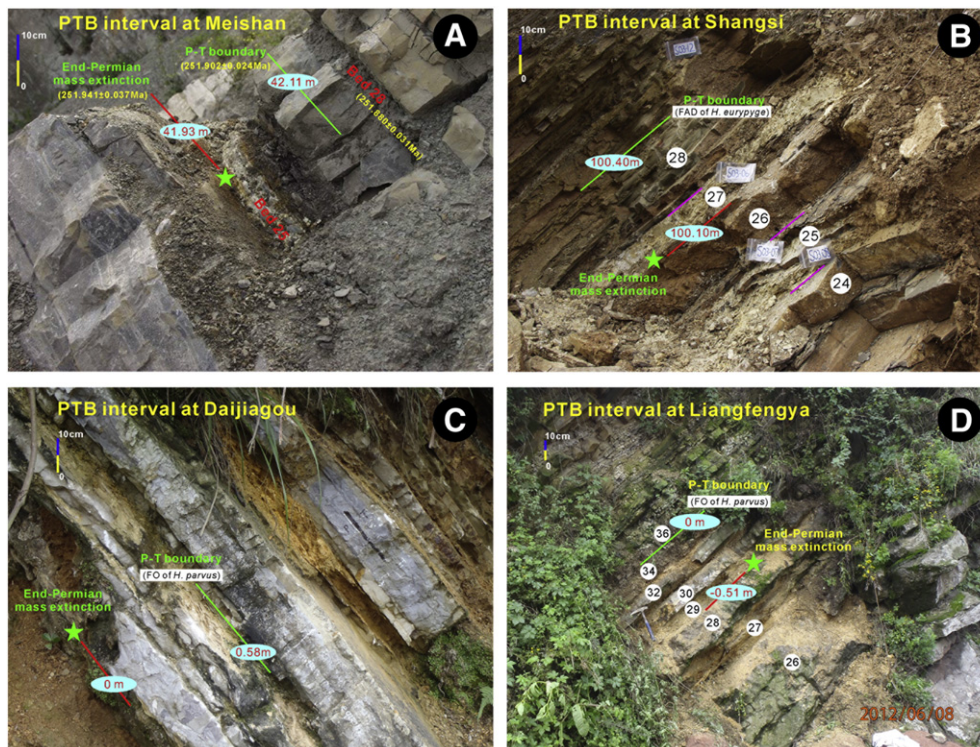 PTB interval at Meishan
A
10cm
0
P-T boundary
(251.902±0.024Ma)
End-Permian
mass extinction
(251.941±0.037Ma)
42.11 m
41.93 m
(251.880±0.031Ma)
PTB interval at Shangsi
B
10cm
0
P-T boundary
(FAD of H. eurypyge)
100.40m
28
27
26
100.10m
25
24
End-Permian
mass extinction
PTB interval at Daijiagou
C
10cm
0
P-T boundary
(FO of H. parvus)
End-Permian
mass extinction
0.58m
0 m
PTB interval at Liangfengya
D
10cm
0
P-T boundary
(FO of H. parvus)
0 m
36
End-Permian
mass extinction
34
32
30
-0.51 m
29
28
27
26
2012/06/08